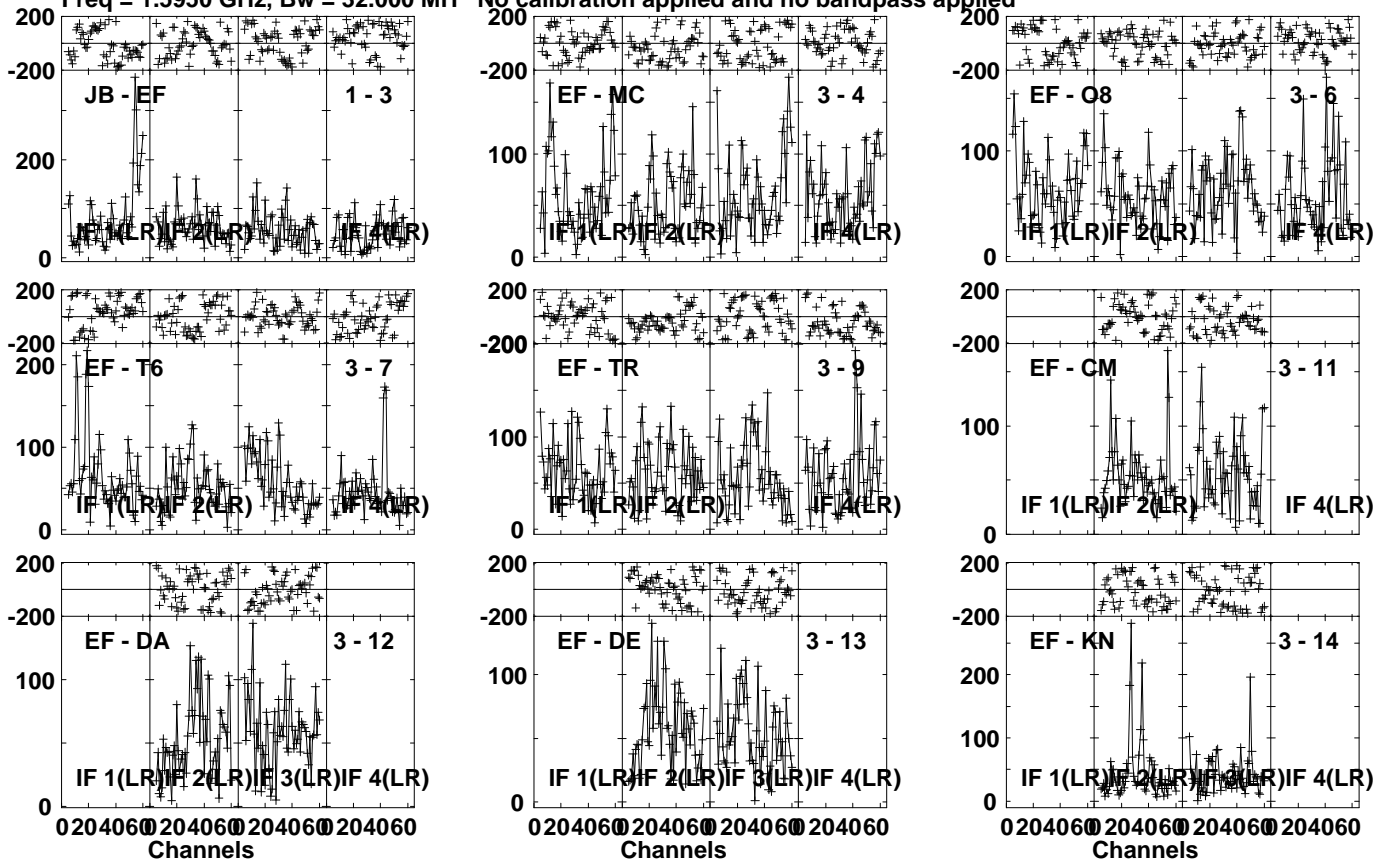 Freq = 1.5950 GHz, Bw = 32.000 MH No calibration applied and no bandpass applied
200
-200
JB - EF 1 - 3
200
0
IF 1(LR) IF 2(LR) IF 4(LR)
200
-200
EF - MC 3 - 4
100
0
IF 1(LR) IF 2(LR) IF 4(LR)
200
-200
EF - O8 3 - 6
100
0
IF 1(LR) IF 2(LR) IF 4(LR)
200
-200
200
EF - T6 3 - 7
100
0
IF 1(LR) IF 2(LR) IF 4(LR)
200
-200
200
EF - TR 3 - 9
100
0
IF 1(LR) IF 2(LR) IF 4(LR)
200
-200
EF - CM 3 - 11
100
0
IF 1(LR) IF 2(LR) IF 4(LR)
200
-200
EF - DA 3 - 12
100
0
IF 1(LR) IF 2(LR) IF 3(LR) IF 4(LR)
0 20 40 60 0 20 40 60 0 20 40 60 0 20 40 60
Channels
200
-200
EF - DE 3 - 13
100
0
IF 1(LR) IF 2(LR) IF 3(LR) IF 4(LR)
0 20 40 60 0 20 40 60 0 20 40 60 0 20 40 60
Channels
200
-200
EF - KN 3 - 14
200
100
0
IF 1(LR) IF 2(LR) IF 3(LR) IF 4(LR)
0 20 40 60 0 20 40 60 0 20 40 60 0 20 40 60
Channels